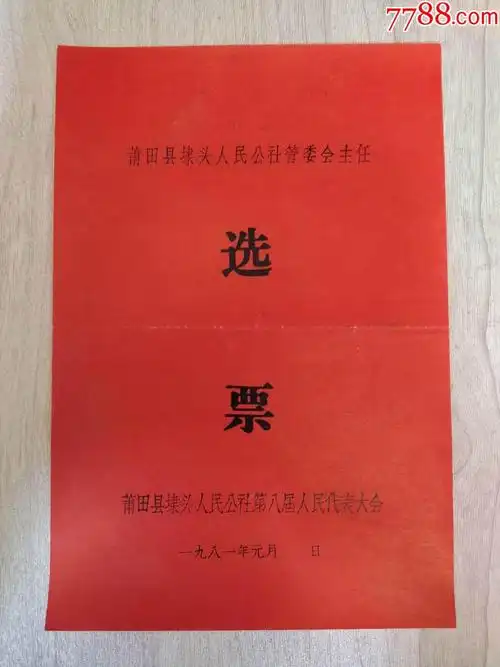 7788.com
莆田县埭头人民公社管委会主任
选
票
莆田县埭头人民公社第八届人民代表大会
一九八一年元月 日